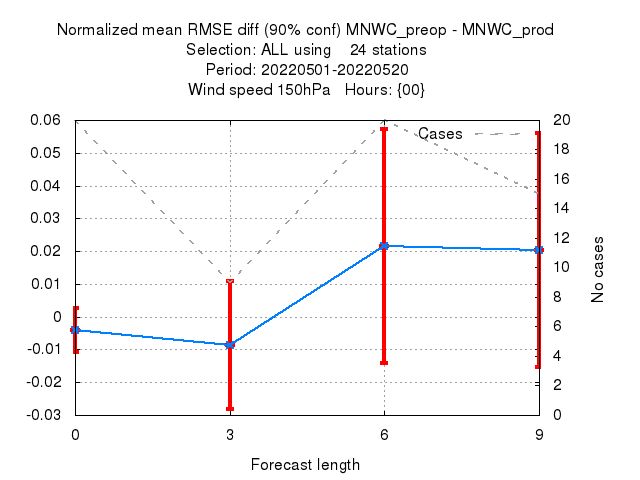 Normalized mean RMSE diff (90% conf) MNWC_preop - MNWC_prod
Selection: ALL using    24 stations
Period: 20220501-20220520
Wind speed 150hPa   Hours: {00}
Cases
0.06
0.05
0.04
0.03
0.02
0.01
0
-0.01
-0.02
-0.03
20
18
16
14
12
10
8
6
4
2
0
No cases
0 3 6 9
Forecast length